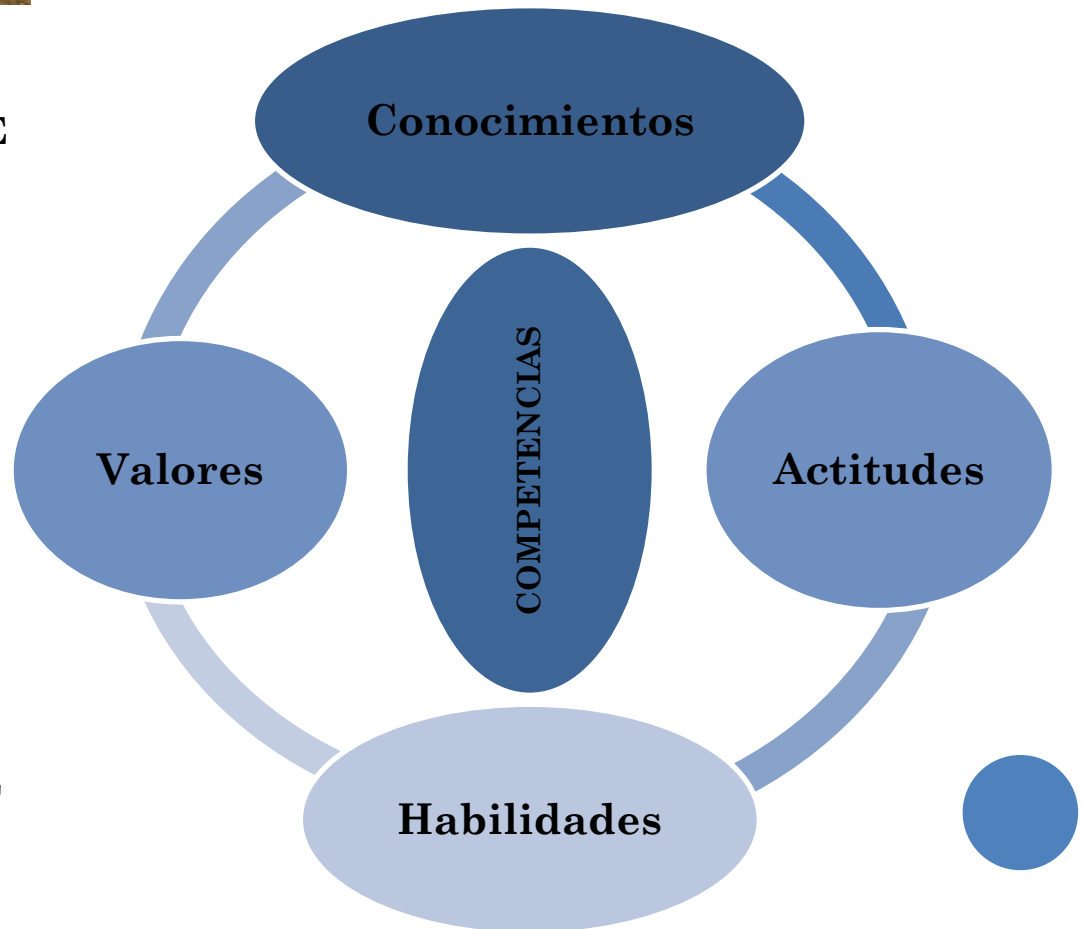 Conocimientos
E
Valores
COMPETENCIAS
Actitudes
Habilidades